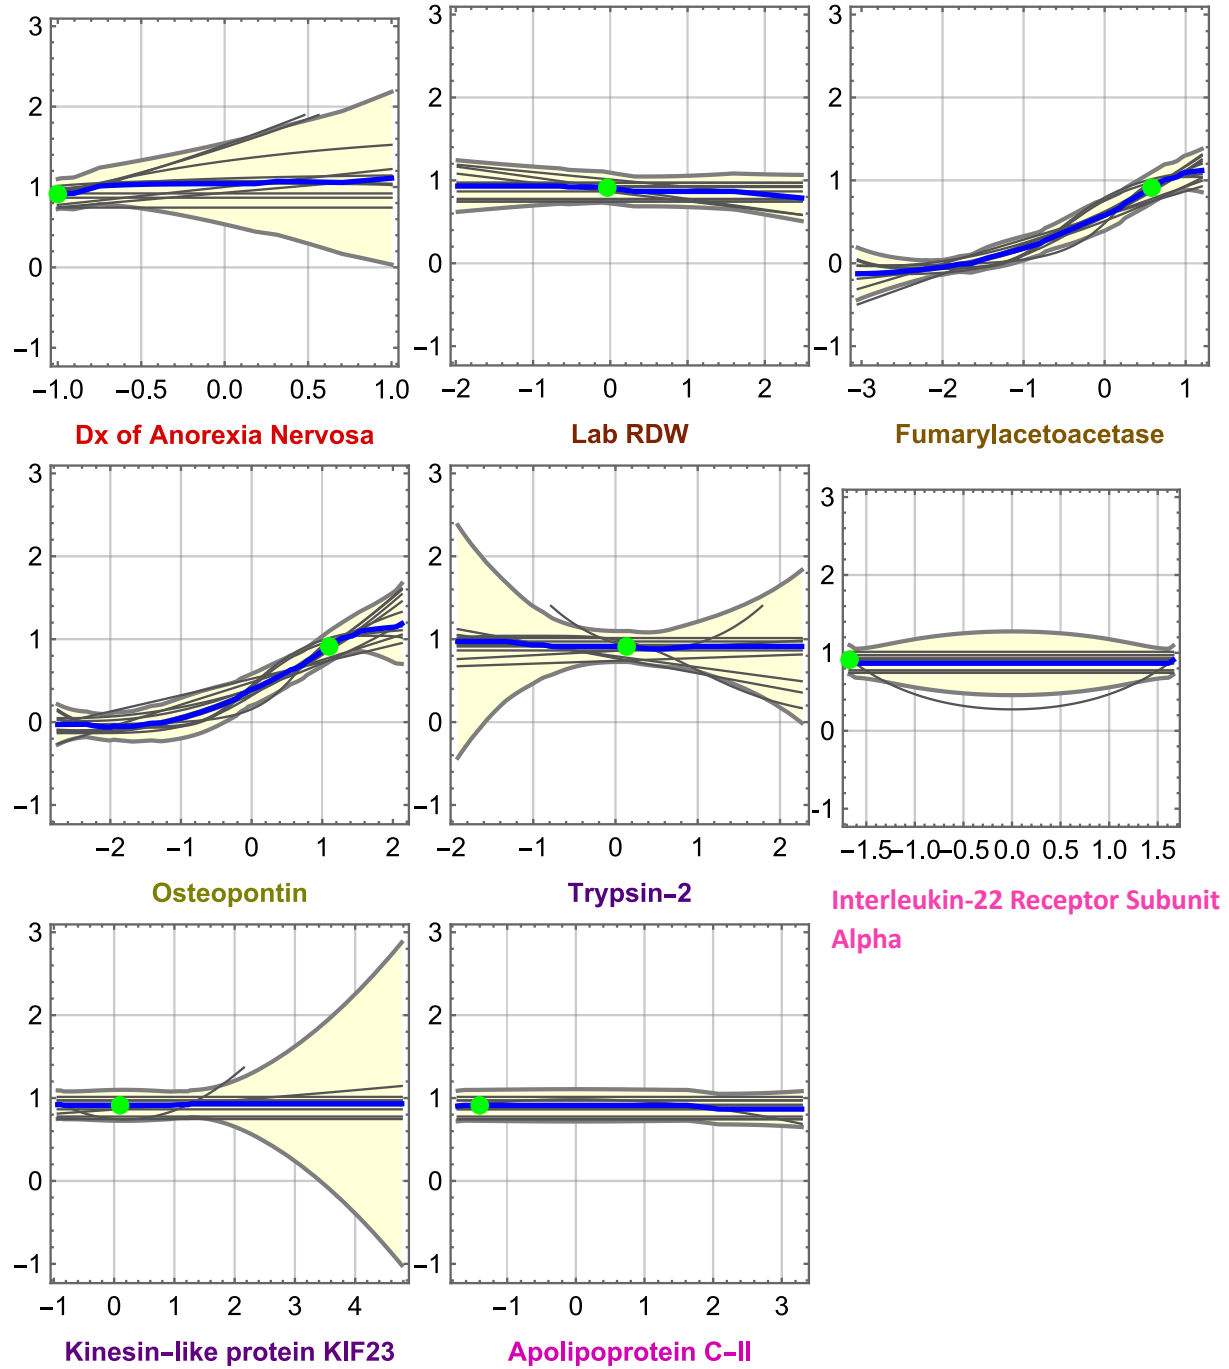 3
2
1
0
−1
−1.0 −0.5 0.0 0.5 1.0
Dx of Anorexia Nervosa
3
2
1
0
−1
−2 −1 0 1 2
Lab RDW
3
2
1
0
−1
−3 −2 −1 0 1
Fumarylacetoacetase
3
2
1
0
−1
−2 −1 0 1 2
Osteopontin
3
2
1
0
−1
−2 −1 0 1 2
Trypsin−2
3
2
1
0
-1
−1.5 −1.0 −0.5 0.0 0.5 1.0 1.5
Interleukin-22 Receptor Subunit
Alpha
3
2
1
0
−1
−1 0 1 2 3 4
Kinesin−like protein KIF23
3
2
1
0
−1
−1 0 1 2 3
Apolipoprotein C−II